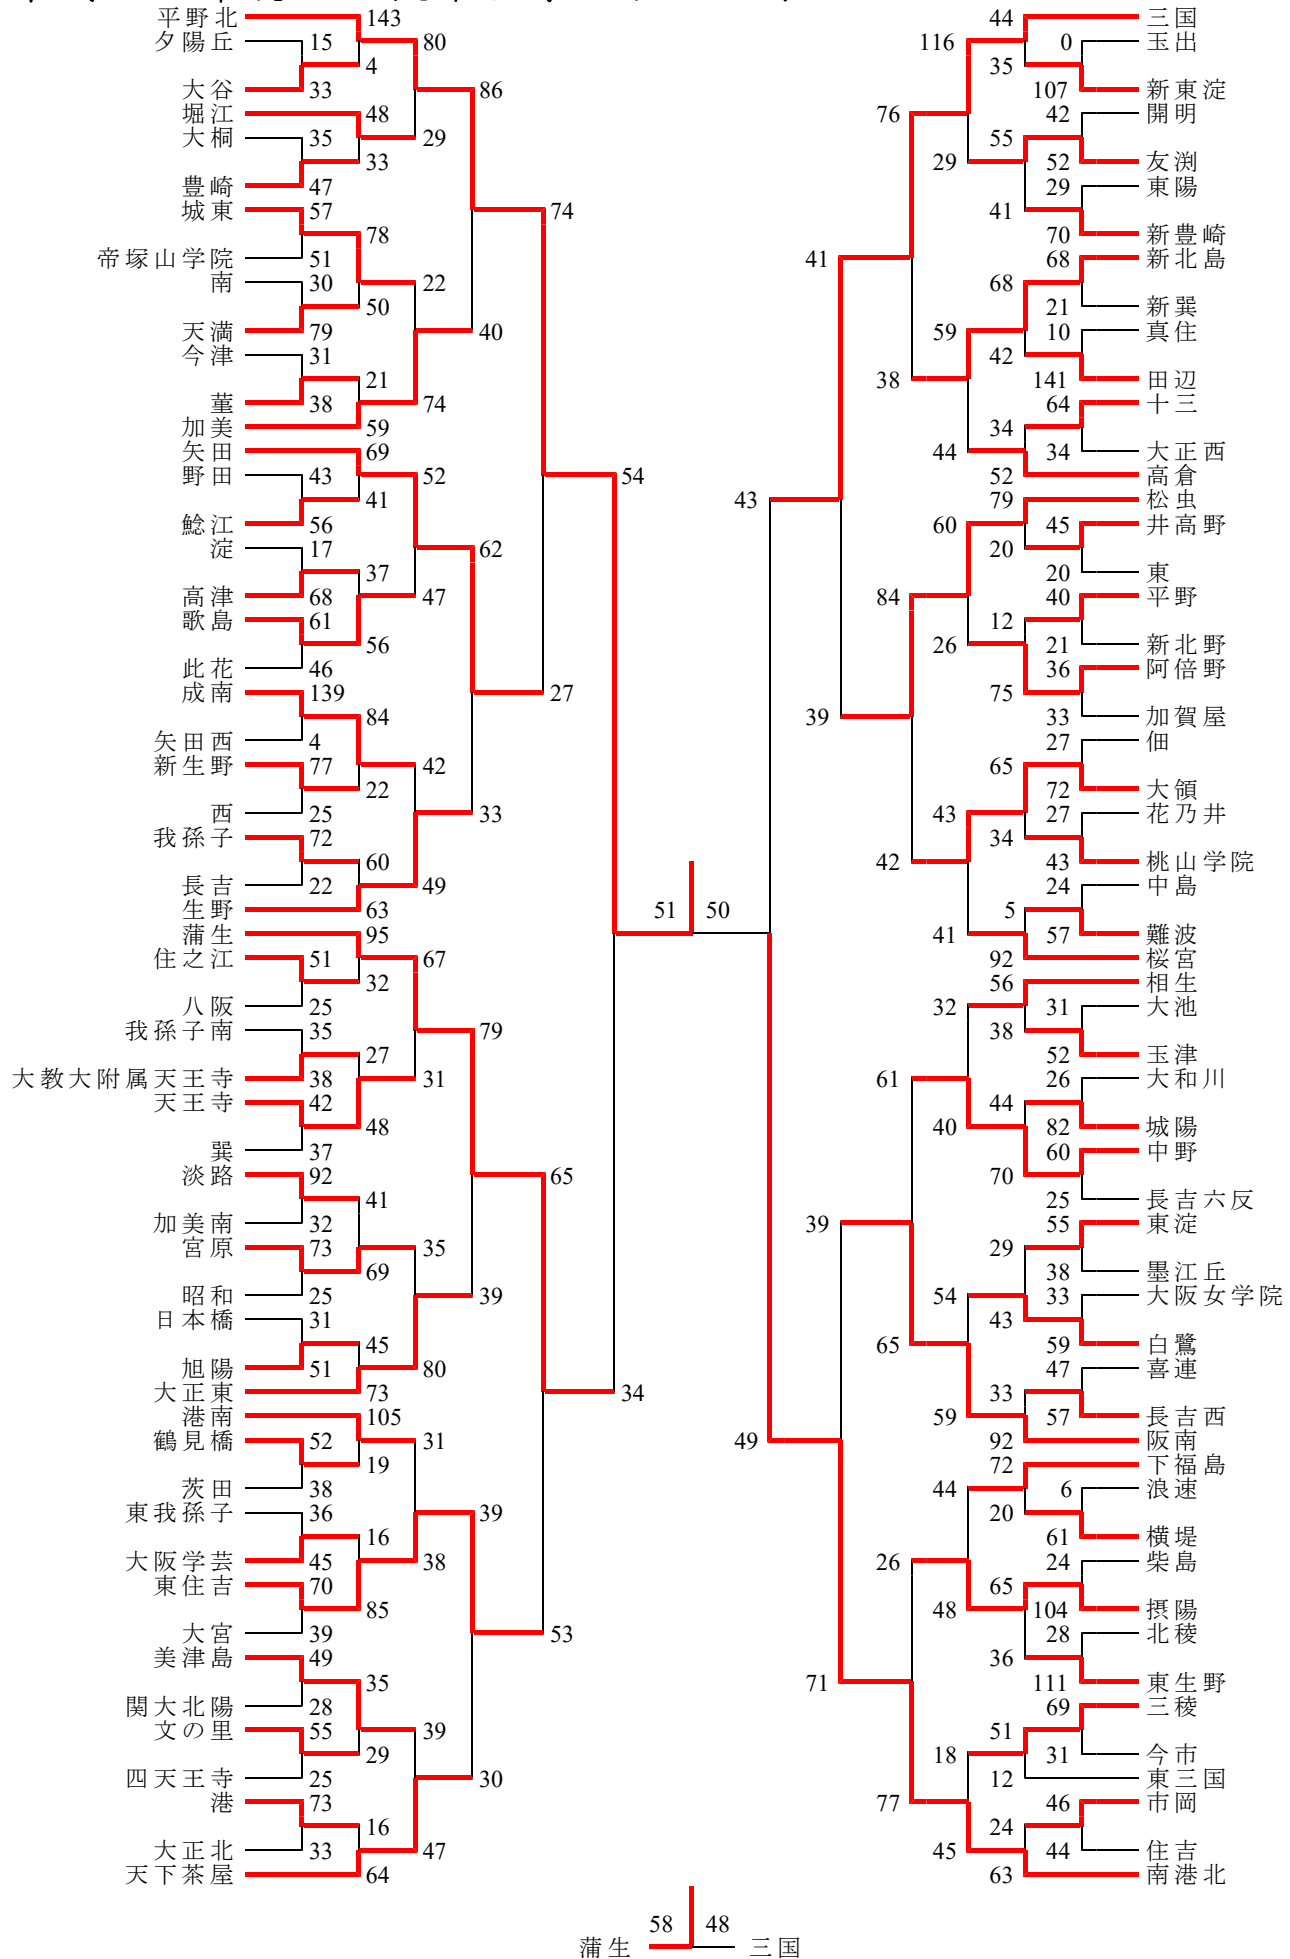 平野北 143 44 三国
夕陽丘 15 80 116 0 玉出
4 35
大谷 33 86 107 新東淀
堀江 48 76 42 開明
大桐 35 29 55
33 29 52 友渕
豊崎 47 29 東陽
城東 57 74 41
78 70 新豊崎
帝塚山学院 51 41 68 新北島
南 30 22 68
50 21 新巽
天満 79 40 59 10 真住
今津 31 42
21 38 141 田辺
菫 38 74 64 十三
加美 59 34
矢田 69 44 34 大正西
野田 43 52 54 52 高倉
41 43 79 松虫
鯰江 56 60 45 井高野
淀 17 62 20
37 20 東
高津 68 47 84 40 平野
歌島 61 12
56 26 21 新北野
此花 46 36 阿倍野
成南 139 27 75
84 39 33 加賀屋
矢田西 4 27 佃
新生野 77 42 65
22 72 大領
西 25 33 43 27 花乃井
我孫子 72 34
60 42 43 桃山学院
長吉 22 49 24 中島
生野 63 51 50 5
蒲生 95 41 57 難波
住之江 51 67 92 桜宮
32 56 相生
八阪 25 32 31 大池
我孫子南 35 79 38
27 52 玉津
大教大附属天王寺 38 31 61 26 大和川
天王寺 42 44
48 40 82 城陽
巽 37 60 中野
淡路 92 65 70
41 25 長吉六反
加美南 32 39 55 東淀
宮原 73 35 29
69 38 墨江丘
昭和 25 39 54 33 大阪女学院
日本橋 31 43
45 65 59 白鷺
旭陽 51 80 47 喜連
大正東 73 34 33
港南 105 59 57 長吉西
鶴見橋 52 31 49 92 阪南
19 72 下福島
茨田 38 44 6 浪速
東我孫子 36 39 20
16 61 横堤
大阪学芸 45 38 26 24 柴島
東住吉 70 65
85 48 104 摂陽
大宮 39 53 28 北稜
美津島 49 36
35 71 111 東生野
関大北陽 28 69 三稜
文の里 55 39 51
29 18 31 今市
四天王寺 25 30 12 東三国
港 73 77 46 市岡
16 24
大正北 33 47 45 44 住吉
天下茶屋 64 63 南港北
58 48
蒲生 三国